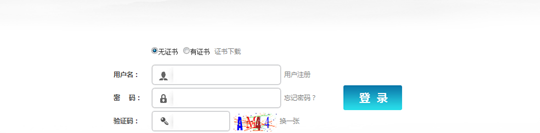 无证书 有证书 证书下载
用户名： 用户注册
密 码： 忘记密码？
登 录
验证码： AM44 换一张